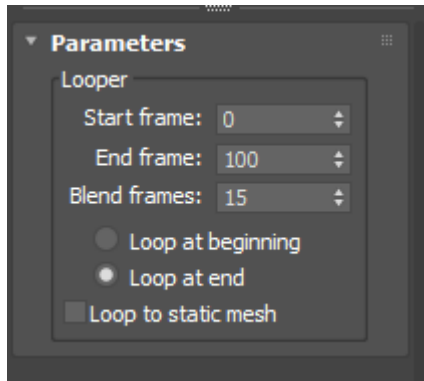 Parameters
Looper
Start frame: 0
End frame: 100
Blend frames: 15
Loop at beginning
Loop at end
Loop to static mesh